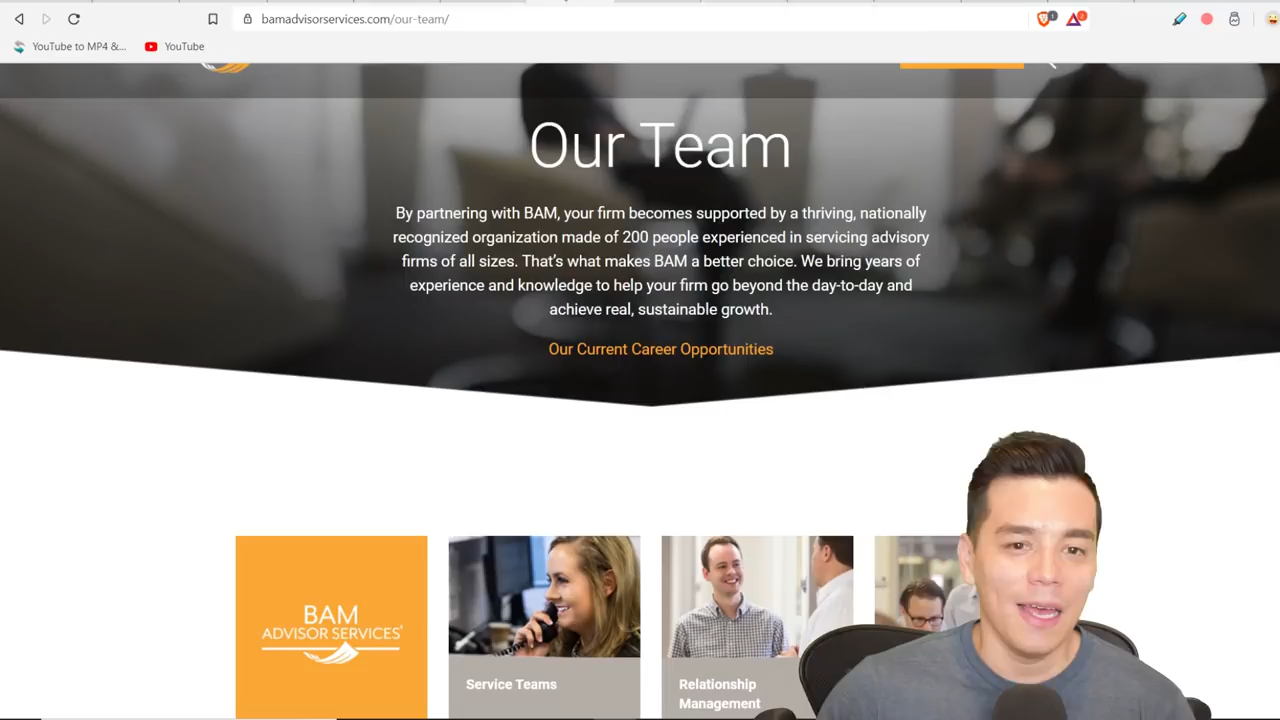 bamadvisorservices.com/our-team/
1
2
YouTube to MP4 &...
YouTube
Our Team
By partnering with BAM, your firm becomes supported by a thriving, nationally
recognized organization made of 200 people experienced in servicing advisory
firms of all sizes. That's what makes BAM a better choice. We bring years of
experience and knowledge to help your firm go beyond the day-to-day and
achieve real, sustainable growth.
Our Current Career Opportunities
BAM
ADVISOR SERVICES
Service Teams
Relationship
Management